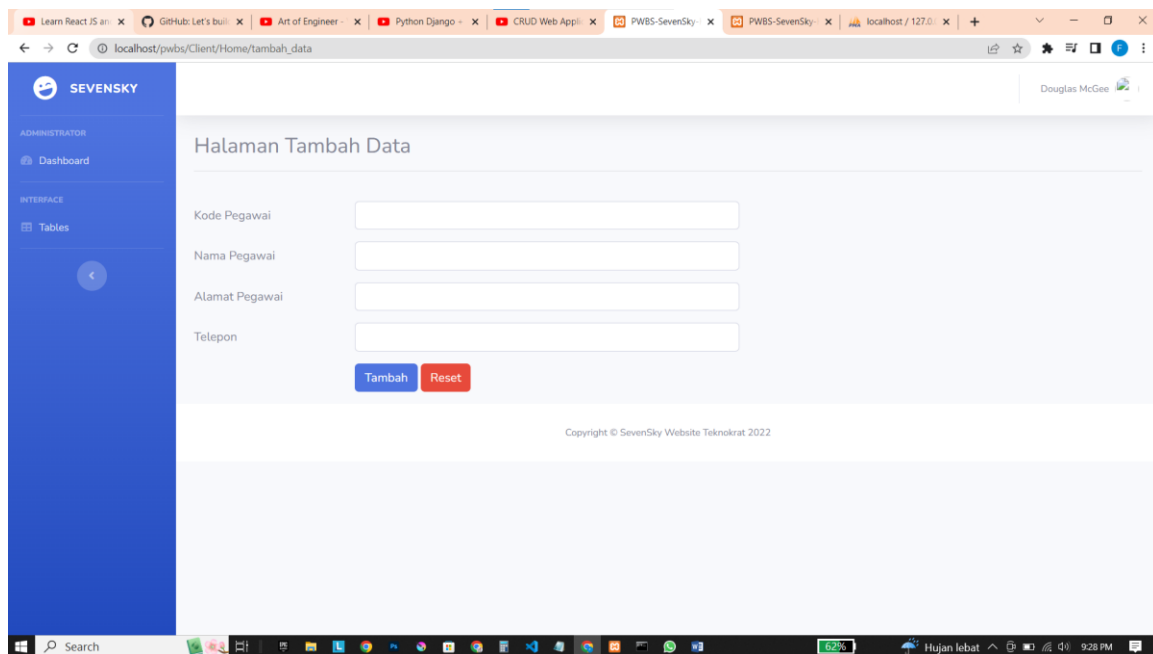 Learn React JS an GitHub: Let's buil Art of Engineer - Python Django - CRUD Web Appli PWBS-SevenSky- PWBS-SevenSky- localhost / 127.0.
localhost/pwbs/Client/Home/tambah_data
SEVENSKY
Douglas McGee
ADMINISTRATOR
Dashboard
INTERFACE
Tables
Halaman Tambah Data
Kode Pegawai
Nama Pegawai
Alamat Pegawai
Telepon
Tambah Reset
Copyright © SevenSky Website Teknokrat 2022
Search 62% Hujan lebat 9:28 PM